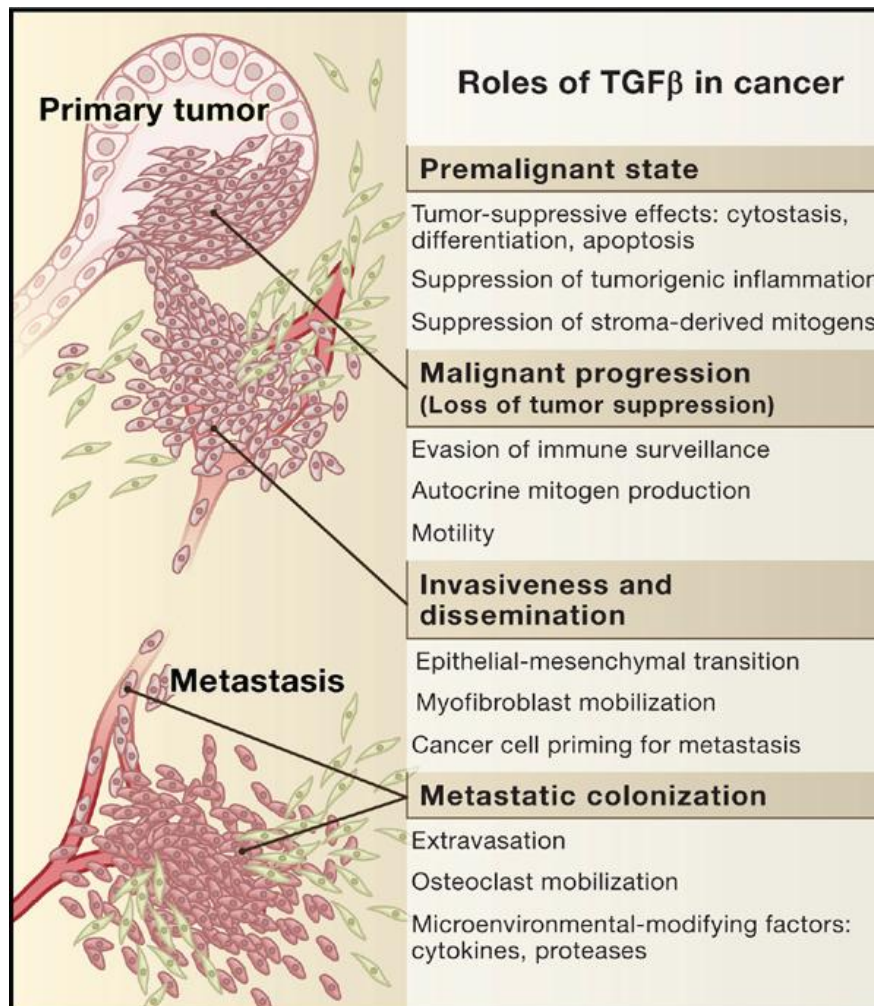 Primary tumor
Metastasis
Roles of TGFβ in cancer
Premalignant state
Tumor-suppressive effects: cytostasis,
differentiation, apoptosis
Suppression of tumorigenic inflammation
Suppression of stroma-derived mitogens
Malignant progression
(Loss of tumor suppression)
Evasion of immune surveillance
Autocrine mitogen production
Motility
Invasiveness and
dissemination
Epithelial-mesenchymal transition
Myofibroblast mobilization
Cancer cell priming for metastasis
Metastatic colonization
Extravasation
Osteoclast mobilization
Microenvironmental-modifying factors:
cytokines, proteases